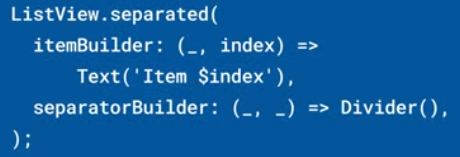 ListView.separated(
  itemBuilder: (_, index) =>
      Text('Item $index'),
  separatorBuilder: (_, _) => Divider(),
);